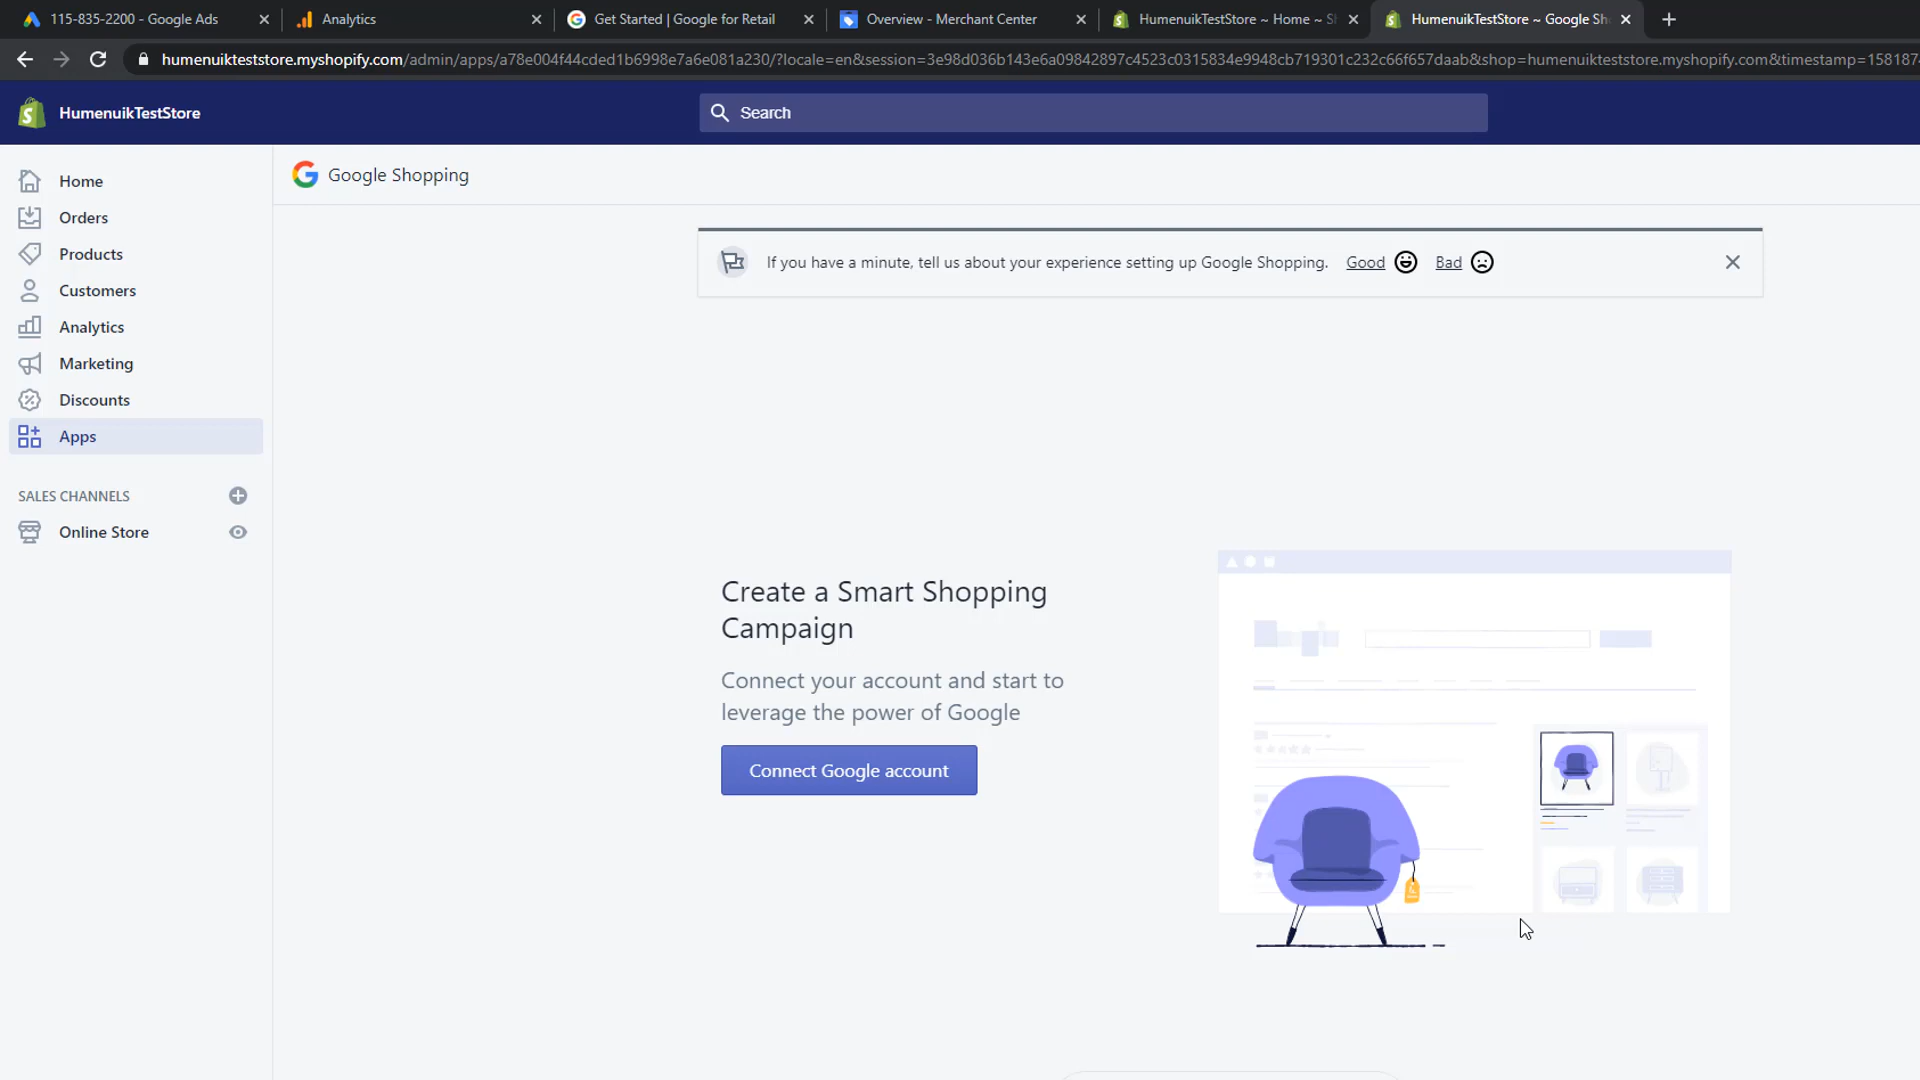 115-835-2200 - Google Ads
Analytics
Get Started | Google for Retail
Overview - Merchant Center
HumenuikTestStore ~ Home ~ S
HumenuikTestStore ~ Google Sh
humenuikteststore.myshopify.com/admin/apps/a78e004f44cded1b6998e7a6e081a230/?locale=en&session=3e98d036b143e6a09842897c4523c0315834e9948cb719301c232c66f657daab&shop=humenuikteststore.myshopify.com&timestamp=158187
HumenuikTestStore
Search
Home
Orders
Products
Customers
Analytics
Marketing
Discounts
Apps
SALES CHANNELS
Online Store
Google Shopping
If you have a minute, tell us about your experience setting up Google Shopping. Good Bad
Create a Smart Shopping
Campaign
Connect your account and start to
leverage the power of Google
Connect Google account